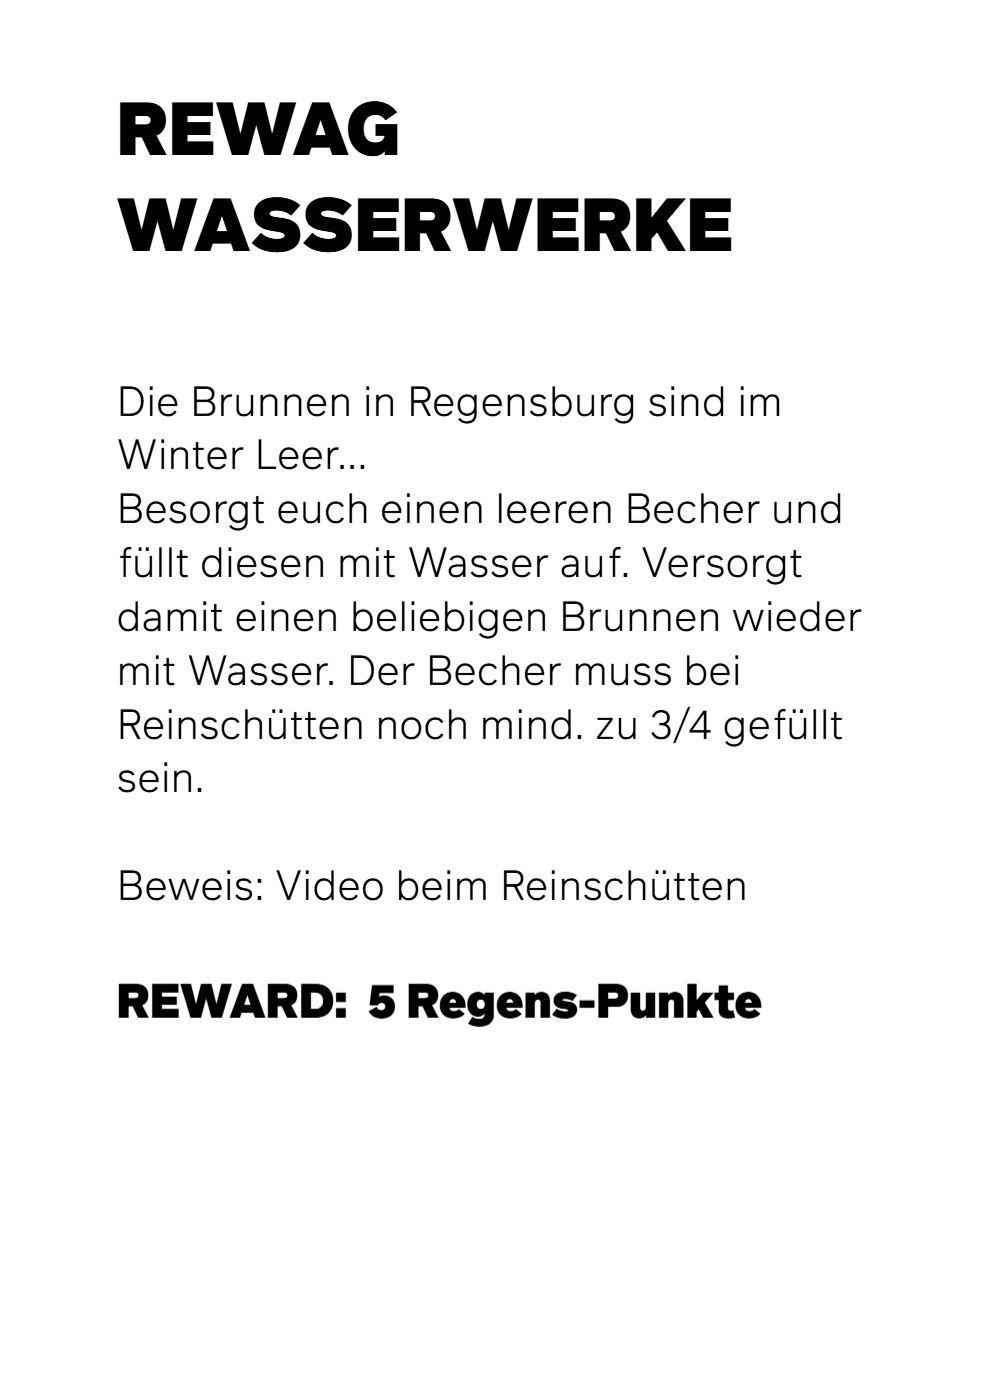 REWAG
WASSERWERKE
Die Brunnen in Regensburg sind im
Winter Leer...
Besorgt euch einen leeren Becher und
füllt diesen mit Wasser auf. Versorgt
damit einen beliebigen Brunnen wieder
mit Wasser. Der Becher muss bei
Reinschütten noch mind. zu 3/4 gefüllt
sein.
Beweis: Video beim Reinschütten
REWARD: 5 Regens-Punkte